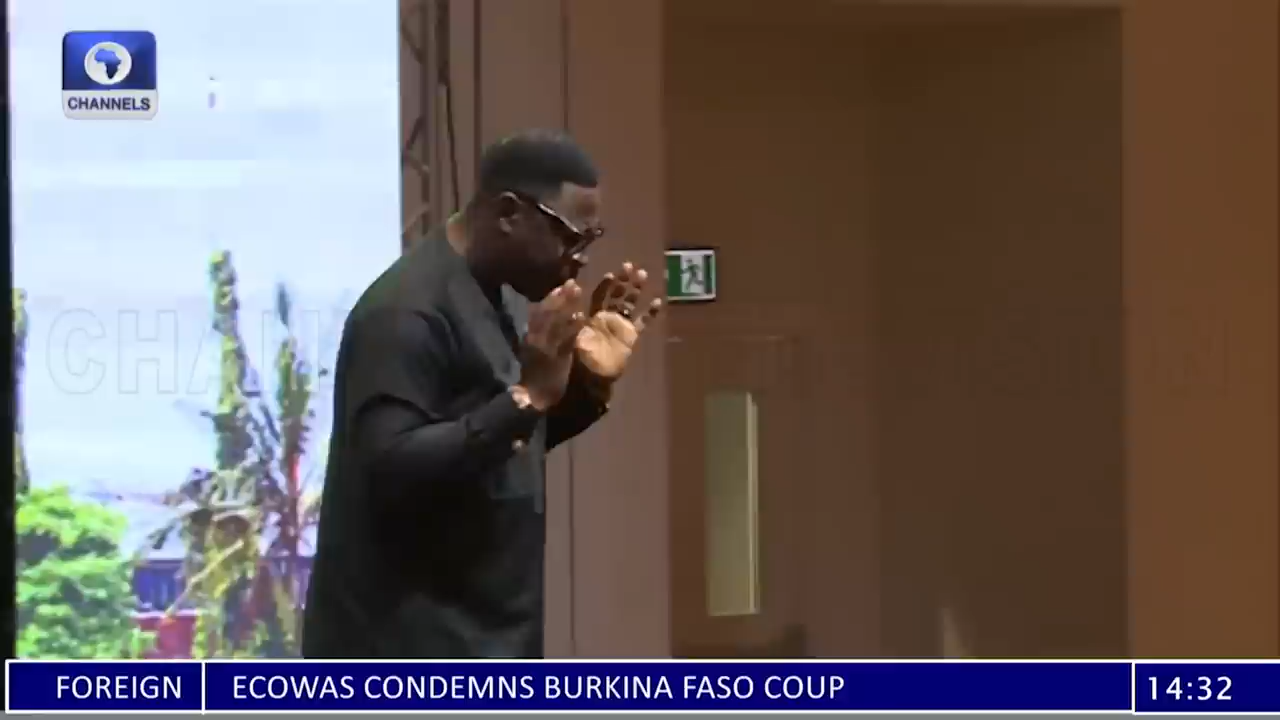 CHANNELS
FOREIGN
ECOWAS CONDEMNS BURKINA FASO COUP
14:32